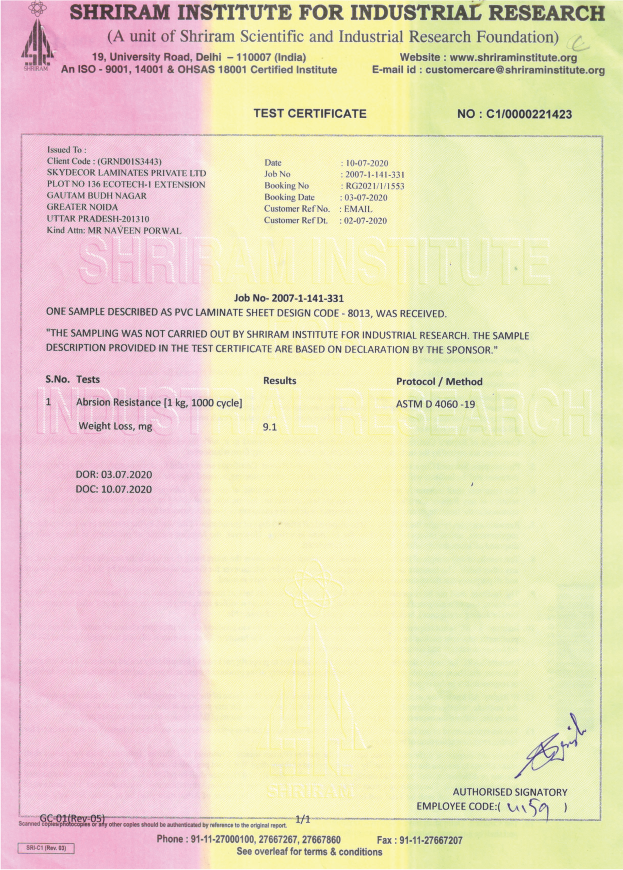 SHRIRAM INSTITUTE FOR INDUSTRIAL RESEARCH
(A unit of Shriram Scientific and Industrial Research Foundation)
SHRIRAM
19, University Road, Delhi – 110007 (India)
Website : www.shriraminstitute.org
An ISO - 9001, 14001 & OHSAS 18001 Certified Institute
E-mail id : customercare@shriraminstitute.org
TEST CERTIFICATE
NO : C1/0000221423
Issued To :
Client Code : (GRND01S3443)
SKYDECOR LAMINATES PRIVATE LTD
PLOT NO 136 ECOTECH-1 EXTENSION
GAUTAM BUDH NAGAR
GREATER NOIDA
UTTAR PRADESH-201310
Kind Attn: MR NAVEEN PORWAL
Date : 10-07-2020
Job No : 2007-1-141-331
Booking No : RG2021/1/1553
Booking Date : 03-07-2020
Customer Ref No. : EMAIL
Customer Ref Dt. : 02-07-2020
SHRIRAM INSTITUTE
Job No- 2007-1-141-331
ONE SAMPLE DESCRIBED AS PVC LAMINATE SHEET DESIGN CODE - 8013, WAS RECEIVED.
"THE SAMPLING WAS NOT CARRIED OUT BY SHRIRAM INSTITUTE FOR INDUSTRIAL RESEARCH. THE SAMPLE
DESCRIPTION PROVIDED IN THE TEST CERTIFICATE ARE BASED ON DECLARATION BY THE SPONSOR."
S.No. Tests Results Protocol / Method
1 Abrsion Resistance [1 kg, 1000 cycle] ASTM D 4060 -19
INDUSTRIAL RESEARCH
Weight Loss, mg 9.1
DOR: 03.07.2020
DOC: 10.07.2020
SHRIRAM
AUTHORISED SIGNATORY
EMPLOYEE CODE:( )
GC-01(Rev-05)
1/1
Scanned copies/photocopies or any other copies should be authenticated by reference to the original report.
Phone : 91-11-27000100, 27667267, 27667860 Fax : 91-11-27667207
SRI-C1 (Rev. 03)
See overleaf for terms & conditions